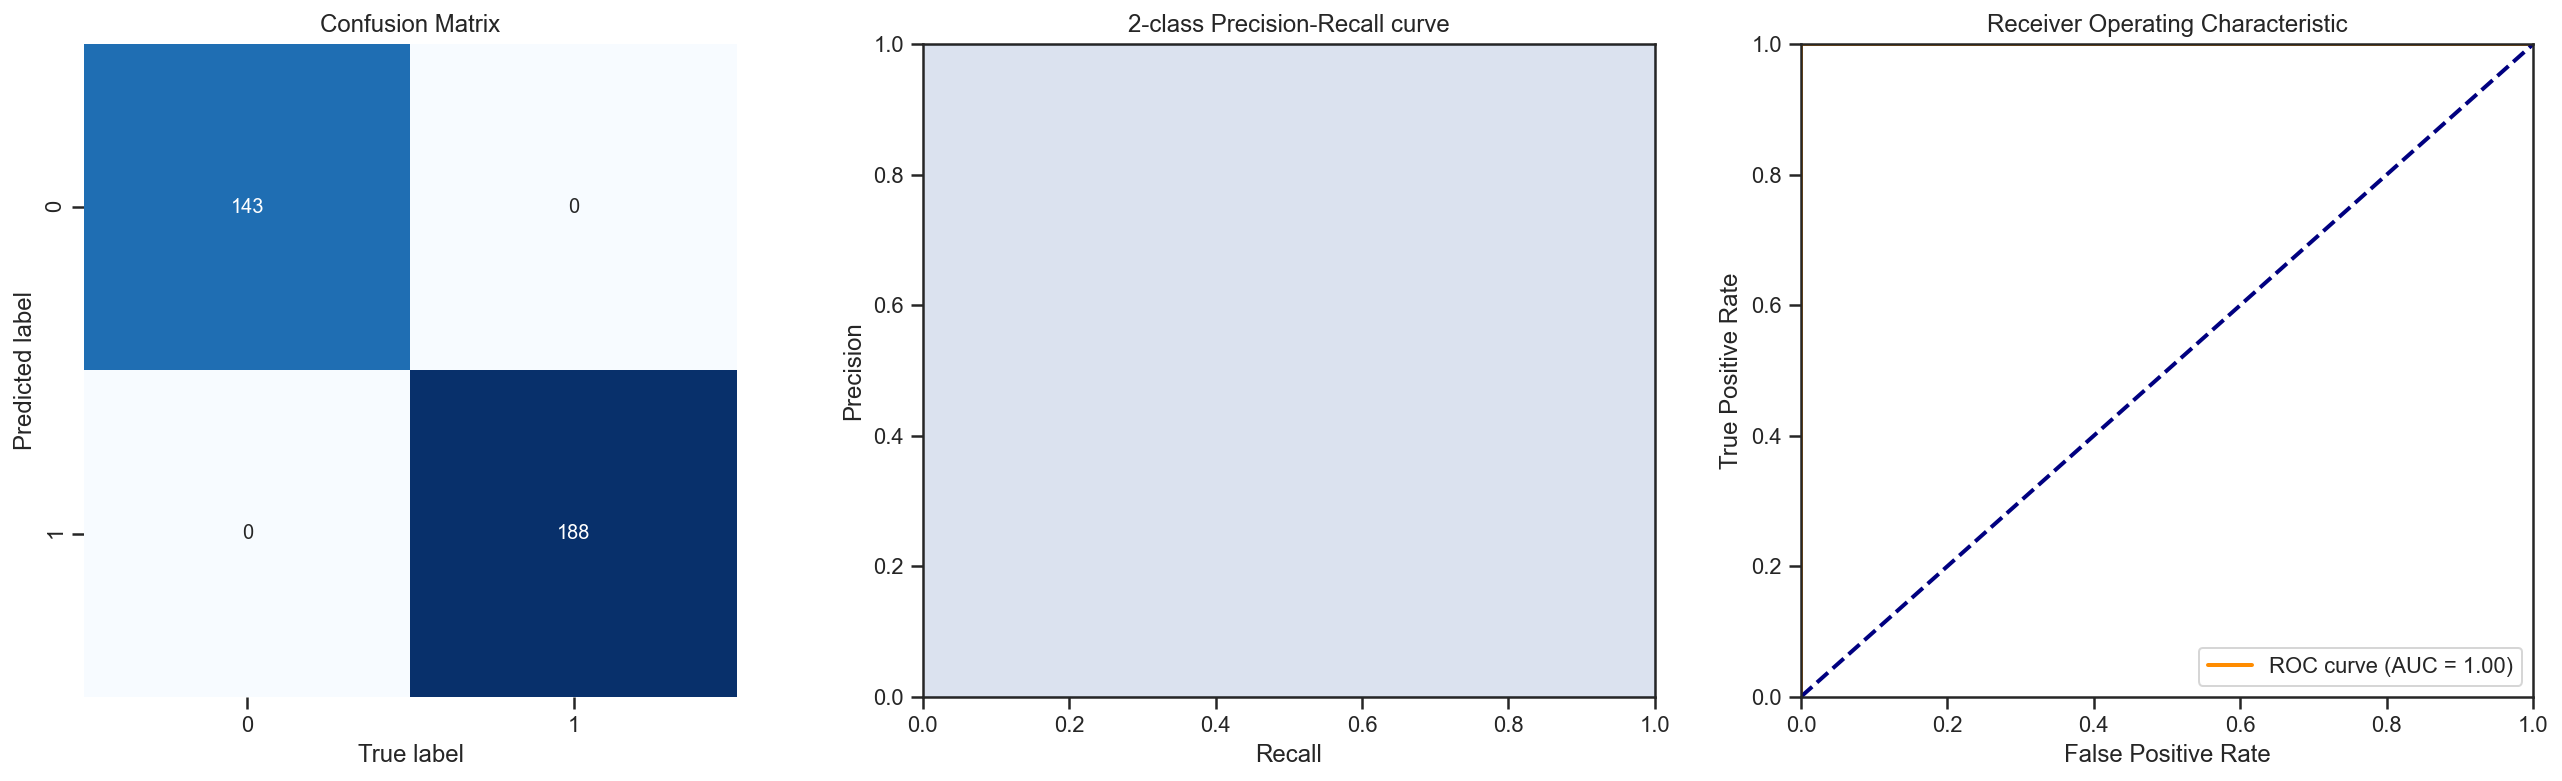 Confusion Matrix
Predicted label
0
1
143
0
0
188
0
1
True label
2-class Precision-Recall curve
Precision
1.0
0.8
0.6
0.4
0.2
0.0
0.0 0.2 0.4 0.6 0.8 1.0
Recall
Receiver Operating Characteristic
True Positive Rate
1.0
0.8
0.6
0.4
0.2
0.0
ROC curve (AUC = 1.00)
0.0 0.2 0.4 0.6 0.8 1.0
False Positive Rate